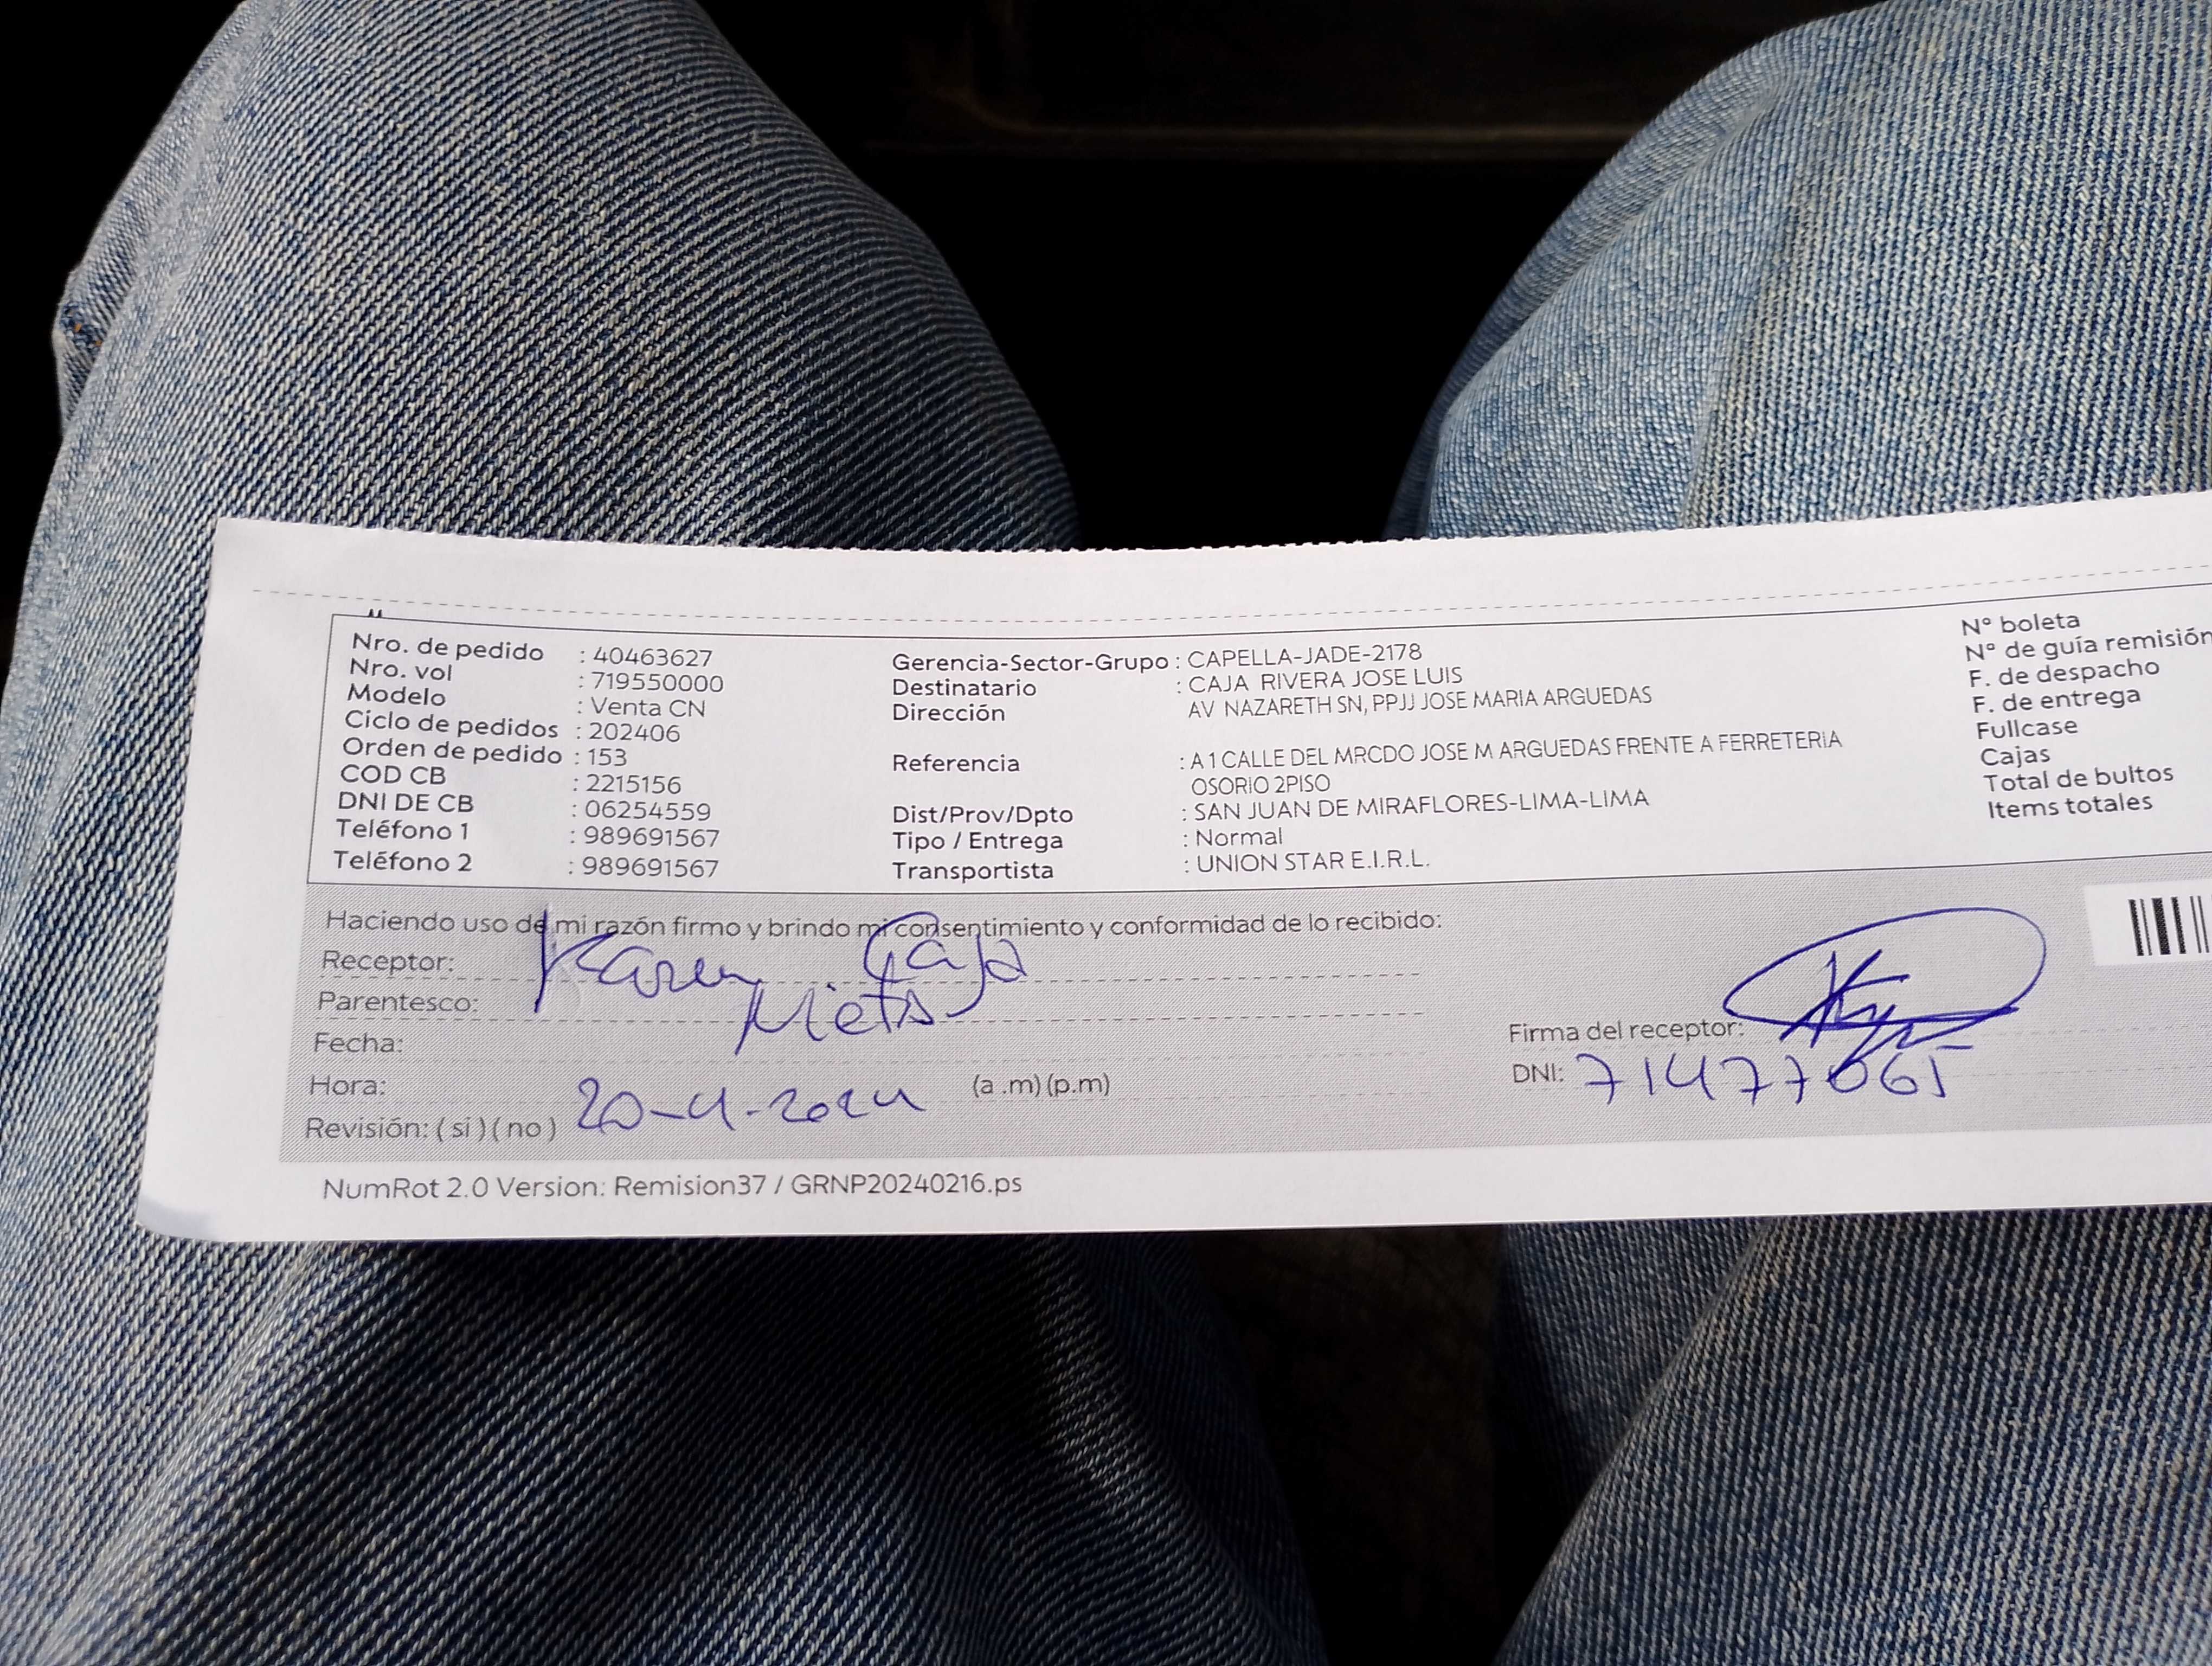 Nro. de pedido : 40463627
Nro. vol : 719550000
Modelo : Venta CN
Ciclo de pedidos : 202406
Orden de pedido : 153
COD CB : 2215156
DNI DE CB : 06254559
Teléfono 1 : 989691567
Teléfono 2 : 989691567
Gerencia-Sector-Grupo : CAPELLA-JADE-2178
Destinatario : CAJA RIVERA JOSE LUIS
Dirección AV NAZARETH SN, PPJJ JOSE MARIA ARGUEDAS
Referencia : A 1 CALLE DEL MRCDO JOSE M ARGUEDAS FRENTE A FERRETERIA
OSORIO 2PISO
Dist/Prov/Dpto : SAN JUAN DE MIRAFLORES-LIMA-LIMA
Tipo / Entrega : Normal
Transportista : UNION STAR E.I.R.L.
N° boleta
N° de guía remisión
F. de despacho
F. de entrega
Fullcase
Cajas
Total de bultos
Items totales
Haciendo uso de mi razón firmo y brindo mi consentimiento y conformidad de lo recibido:
Receptor: Karen Caja
Parentesco: Nieta
Fecha:
Hora: 20-4-2024 (a .m) (p.m)
Revisión: ( si ) ( no )
Firma del receptor:
DNI: 71477065
NumRot 2.0 Version: Remision37 / GRNP20240216.ps